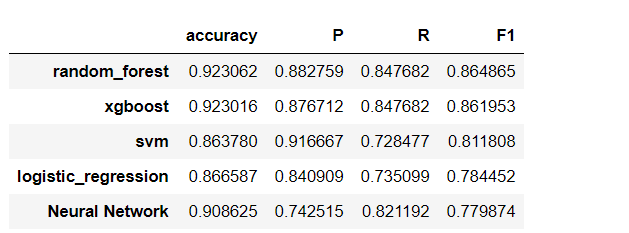 accuracy P R F1
random_forest 0.923062 0.882759 0.847682 0.864865
xgboost 0.923016 0.876712 0.847682 0.861953
svm 0.863780 0.916667 0.728477 0.811808
logistic_regression 0.866587 0.840909 0.735099 0.784452
Neural Network 0.908625 0.742515 0.821192 0.779874